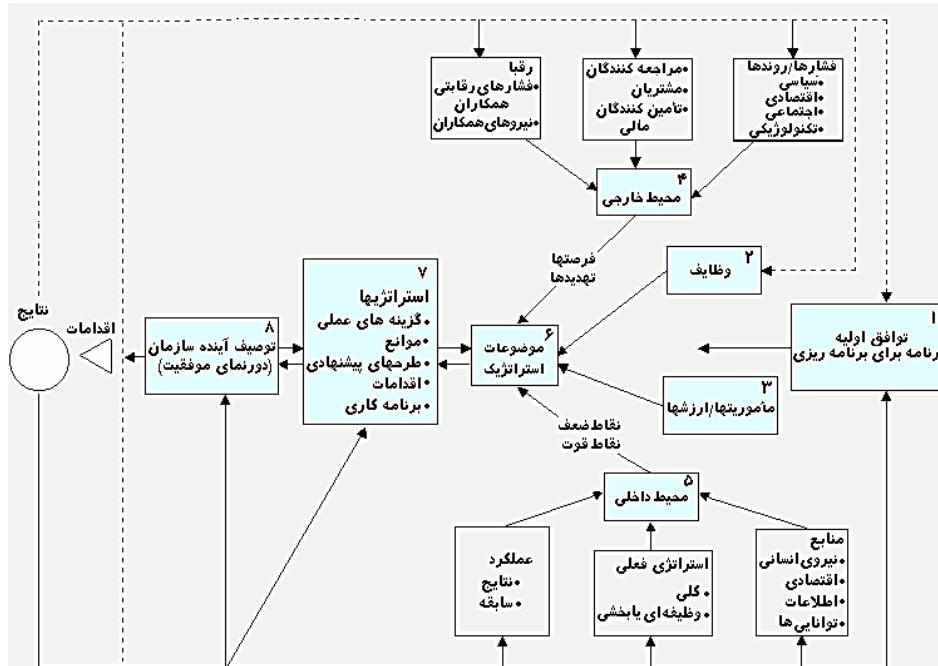 فشارها/روندها
سیاسی
•اقتصادی
•اجتماعی
•تکنولوژیکی
•مراجعه کنندگان
•مشتریان
•تأمین کنندگان
مالی
رقبا
•فشارهای رقابتی
همکاران
•نیروهای همکاران
۴
محیط خارجی
فرصتها
تهدیدها
۱
توافق اولیه
برنامه برای برنامه ریزی
۲
وظایف
۳
مأموریتها/ارزشها
۶
موضوعات
استراتژیک
۷
استراتژیها
•گزینه های عملی
•موانع
•طرحهای پیشنهادی
•اقدامات
•برنامه کاری
۸
توصیف آینده سازمان
(دورنمای موفقیت)
اقدامات
نتایج
نقاط ضعف
نقاط قوت
۵
محیط داخلی
منابع
•نیروی انسانی
•اقتصادی
•اطلاعات
•توانایی ها
استراتژی فعلی
•کلی
•وظیفه‌ای یابخشی
عملکرد
•نتایج
•سابقه